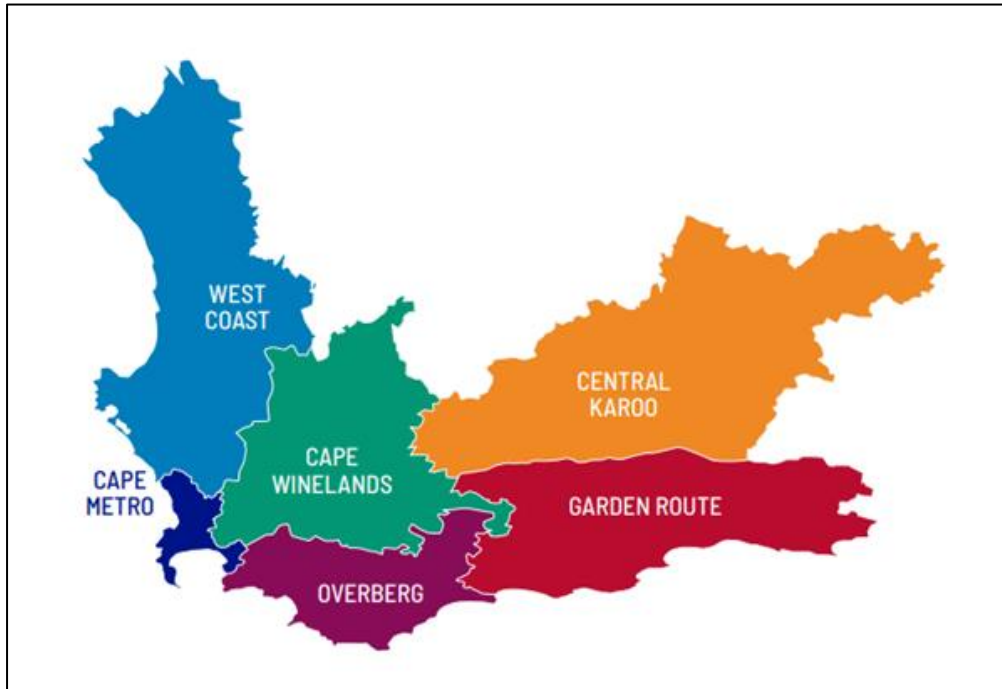 WEST
COAST
CENTRAL
KAROO
CAPE
WINELANDS
CAPE
METRO
GARDEN ROUTE
OVERBERG